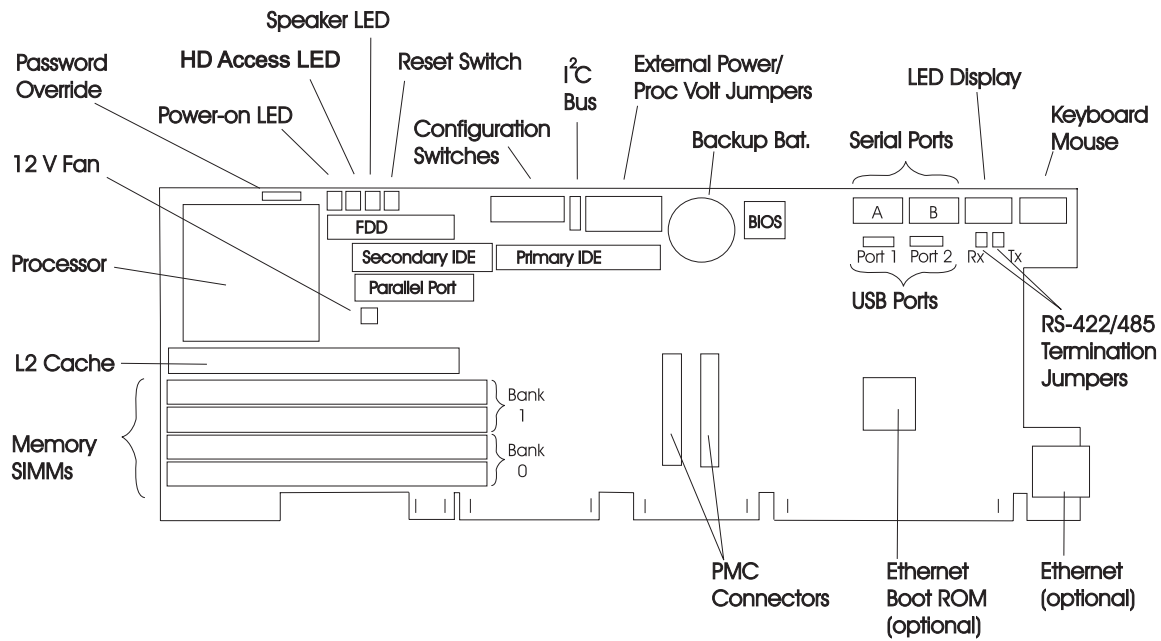 Speaker LED
HD Access LED
Reset Switch
Password
Override
Power-on LED
12 V Fan
Configuration
Switches
I²C
Bus
External Power/
Proc Volt Jumpers
Backup Bat.
LED Display
Serial Ports
Keyboard
Mouse
FDD
BIOS
A
B
Secondary IDE
Primary IDE
Port 1
Port 2
Rx
Tx
Processor
Parallel Port
USB Ports
RS-422/485
Termination
Jumpers
L2 Cache
Bank
1
Memory
SIMMs
Bank
0
PMC
Connectors
Ethernet
Boot ROM
(optional)
Ethernet
(optional)